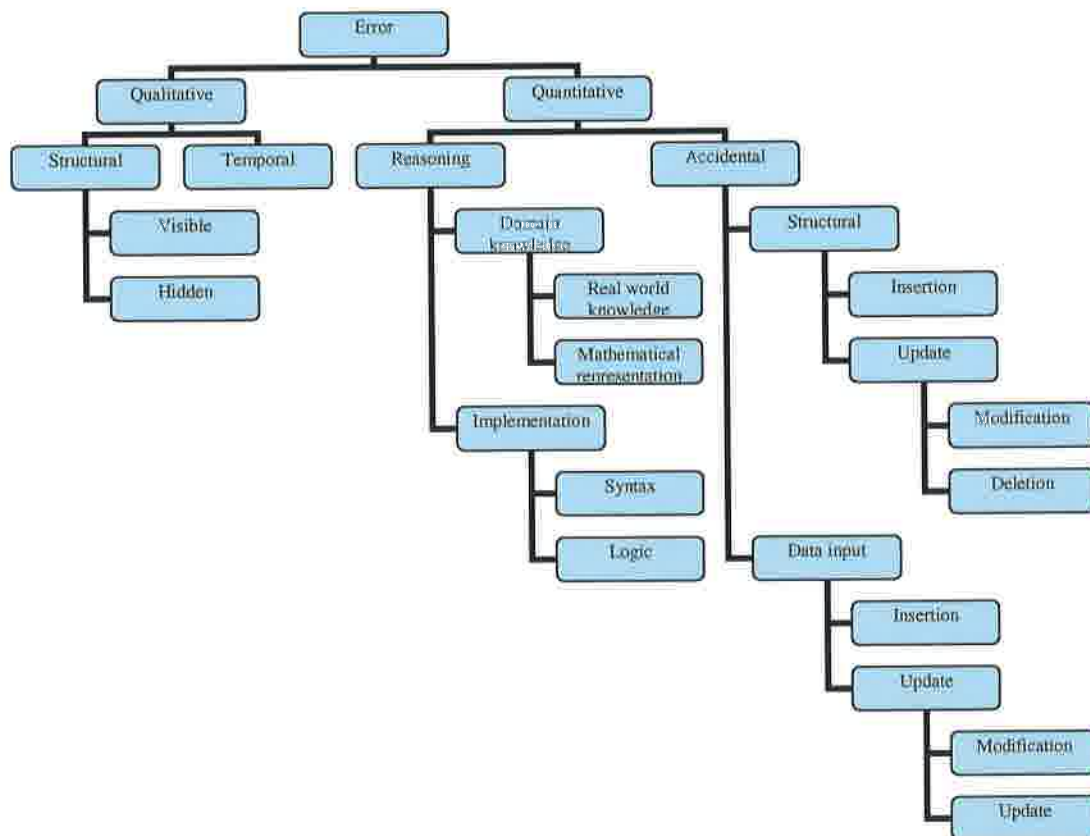 Error
Qualitative
Quantitative
Structural
Temporal
Reasoning
Accidental
Visible
Hidden
Domain
knowledge
Real world
knowledge
Mathematical
representation
Implementation
Syntax
Logic
Structural
Insertion
Update
Modification
Deletion
Data input
Insertion
Update
Modification
Update